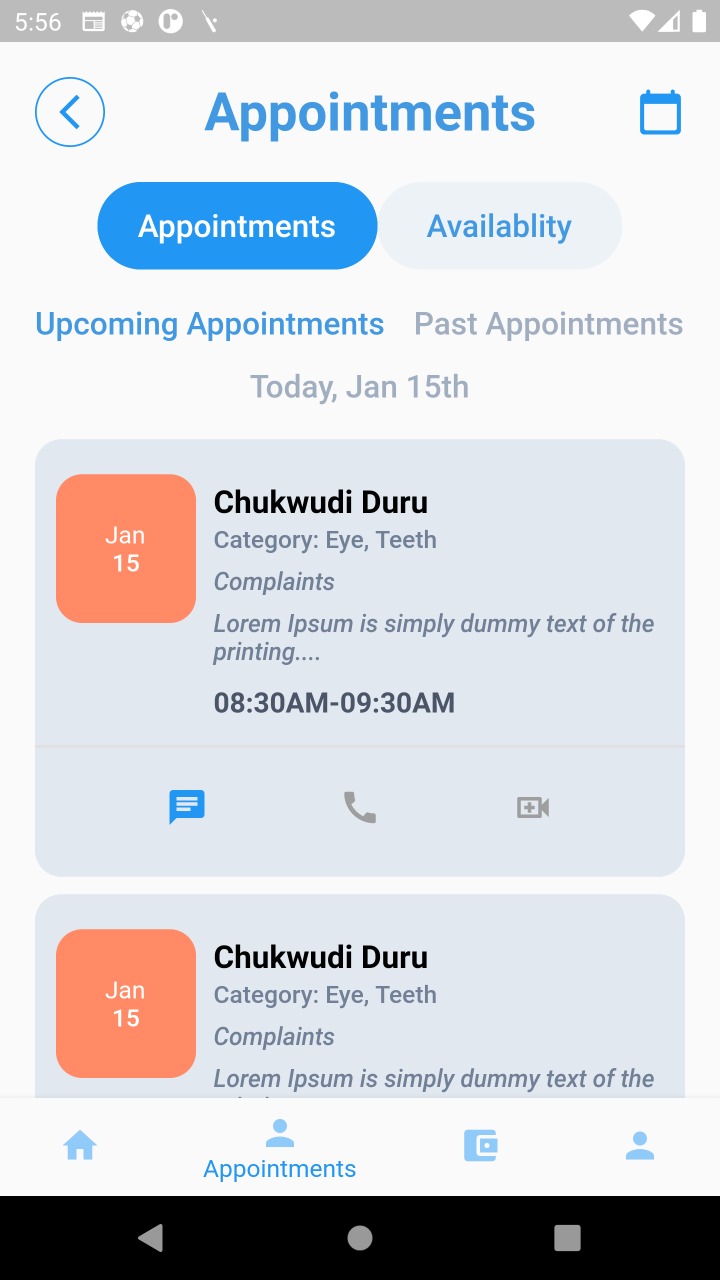 5:56
Appointments
Appointments
Availablity
Upcoming Appointments
Past Appointments
Today, Jan 15th
Jan
15
Chukwudi Duru
Category: Eye, Teeth
Complaints
Lorem Ipsum is simply dummy text of the
printing....
08:30AM-09:30AM
Jan
15
Chukwudi Duru
Category: Eye, Teeth
Complaints
Lorem Ipsum is simply dummy text of the
Appointments